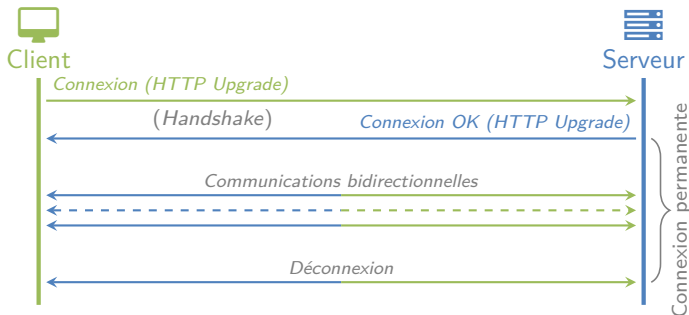 Client
Serveur
Connexion (HTTP Upgrade)
(Handshake)
Connexion OK (HTTP Upgrade)
Communications bidirectionnelles
Déconnexion
Connexion permanente